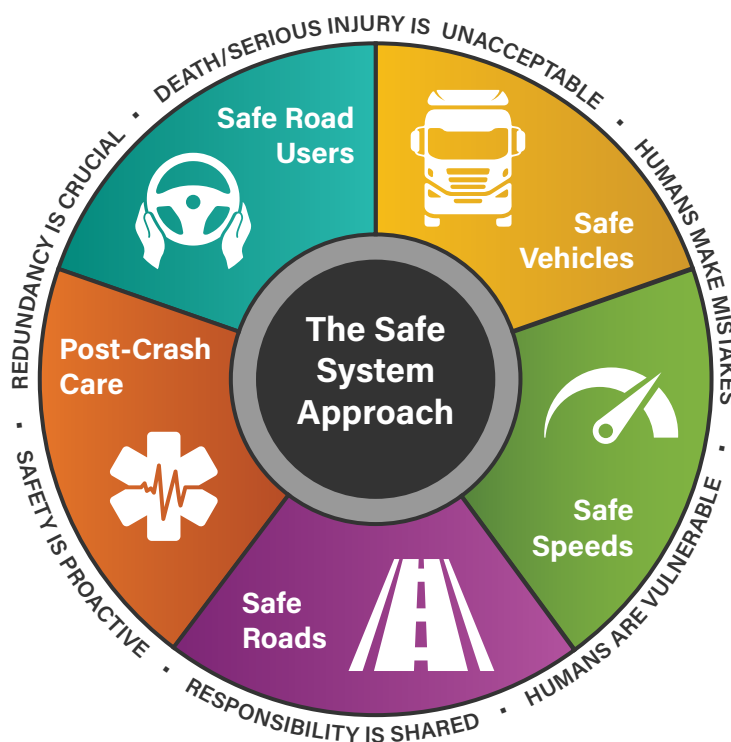 DEATH/SERIOUS INJURY IS UNACCEPTABLE
·
HUMANS MAKE MISTAKES
·
HUMANS ARE VULNERABLE
·
RESPONSIBILITY IS SHARED
·
SAFETY IS PROACTIVE
·
REDUNDANCY IS CRUCIAL
·
Safe Road
Users
Safe
Vehicles
Safe
Speeds
Safe
Roads
Post-Crash
Care
The Safe
System
Approach